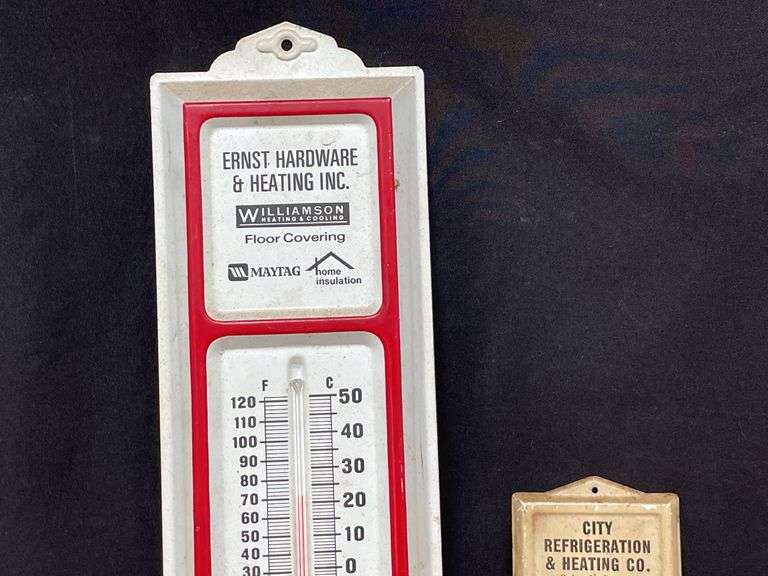 ERNST HARDWARE
& HEATING INC.
WILLIAMSON
HEATING & COOLING
Floor Covering
MAYTAG
home
insulation
F C
120 50
110
100 40
90
80 30
70
60 20
50
40 10
30 0
CITY
REFRIGERATION
& HEATING CO.